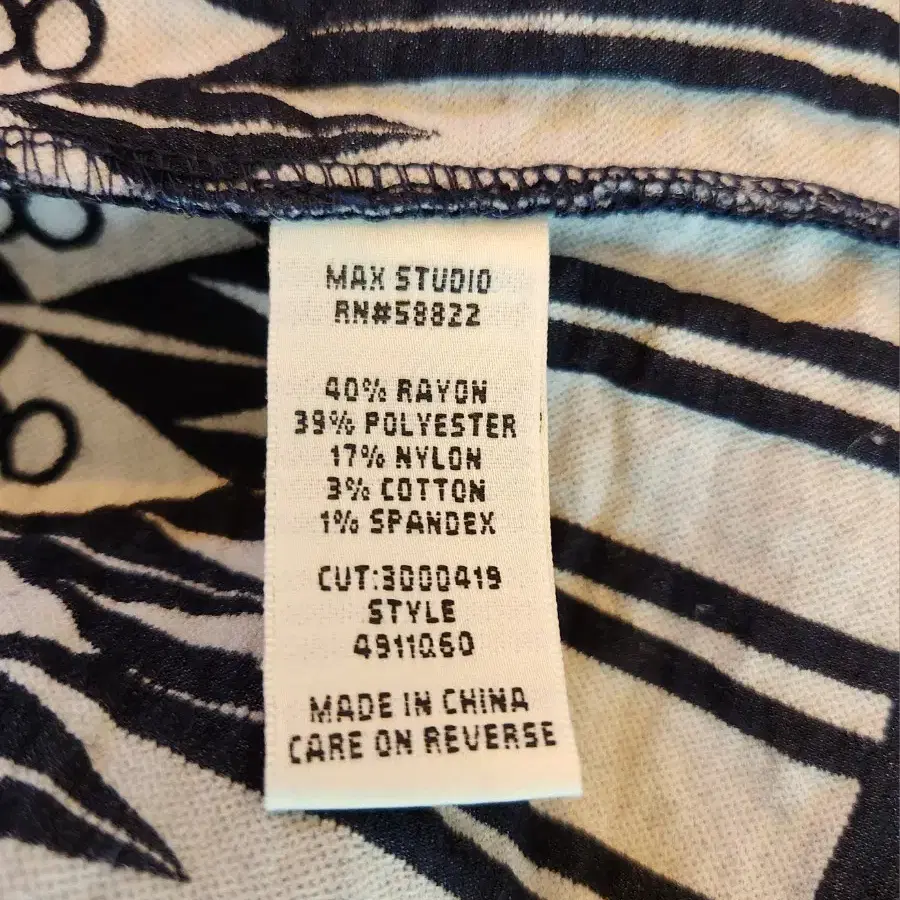 MAX STUDIO
RN#58822
40% RAYON
39% POLYESTER
17% NYLON
3% COTTON
1% SPANDEX
CUT:3000419
STYLE
4911Q60
MADE IN CHINA
CARE ON REVERSE